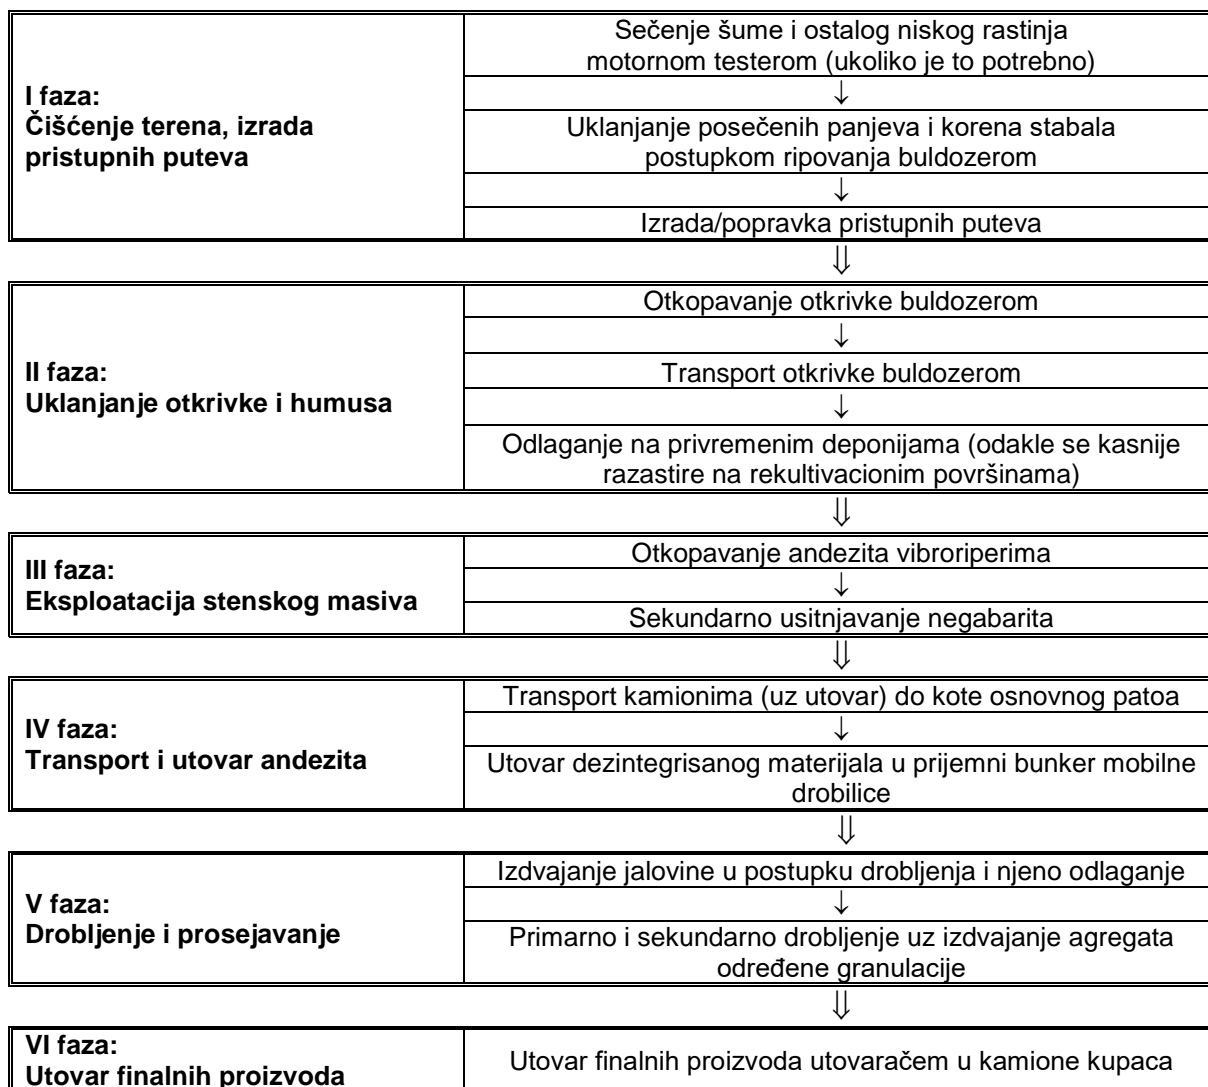 I faza:
Čišćenje terena, izrada
pristupnih puteva
Sečenje šume i ostalog niskog rastinja
motornom testerom (ukoliko je to potrebno)
↓
Uklanjanje posečenih panjeva i korena stabala
postupkom ripovanja buldozerom
↓
Izrada/popravka pristupnih puteva
⇓
II faza:
Uklanjanje otkrivke i humusa
Otkopavanje otkrivke buldozerom
↓
Transport otkrivke buldozerom
↓
Odlaganje na privremenim deponijama (odakle se kasnije
razastire na rekultivacionim površinama)
⇓
III faza:
Eksploatacija stenskog masiva
Otkopavanje andezita vibroriperima
↓
Sekundarno usitnjavanje negabarita
⇓
IV faza:
Transport i utovar andezita
Transport kamionima (uz utovar) do kote osnovnog patoa
↓
Utovar dezintegrisanog materijala u prijemni bunker mobilne
drobilice
⇓
V faza:
Drobljenje i prosejavanje
Izdvajanje jalovine u postupku drobljenja i njeno odlaganje
↓
Primarno i sekundarno drobljenje uz izdvajanje agregata
određene granulacije
⇓
VI faza:
Utovar finalnih proizvoda
Utovar finalnih proizvoda utovaračem u kamione kupaca